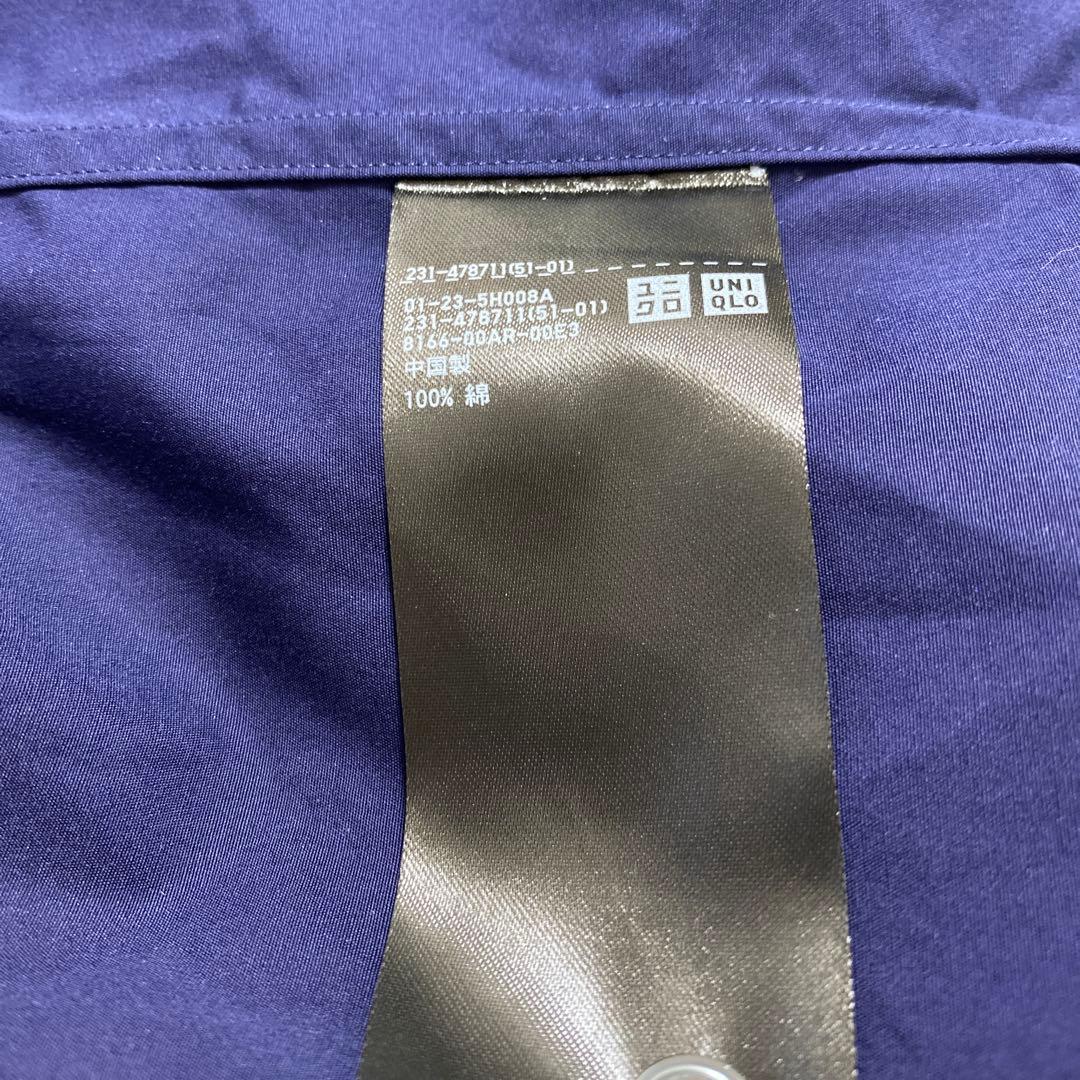 231-478711(51-01)
01-23-5H008A
231-478711(51-01)
8166-00AR-00E3
中国製
100% 綿
ユニ
クロ
UNI
QLO